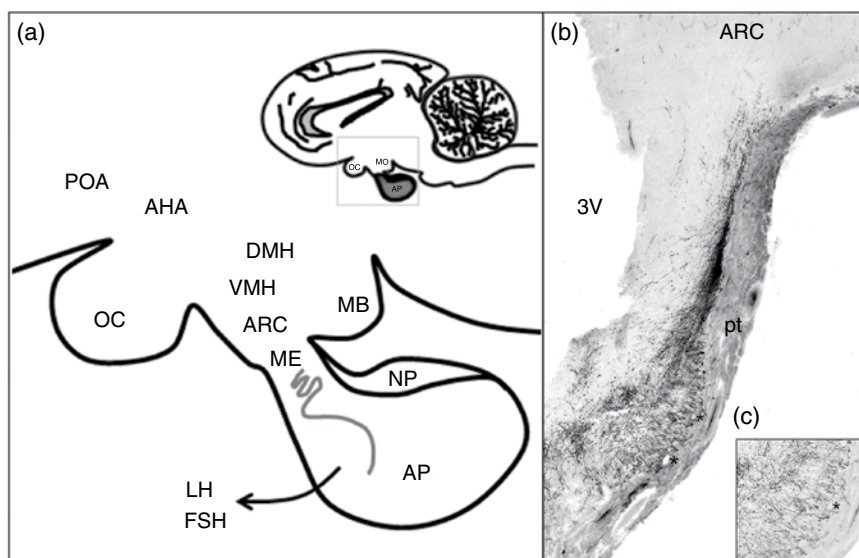 (a)
OC
MO
AP
POA
AHA
DMH
VMH
MB
OC
ARC
ME
NP
AP
LH
FSH
(b)
ARC
3V
pt
*
*
(c)
*